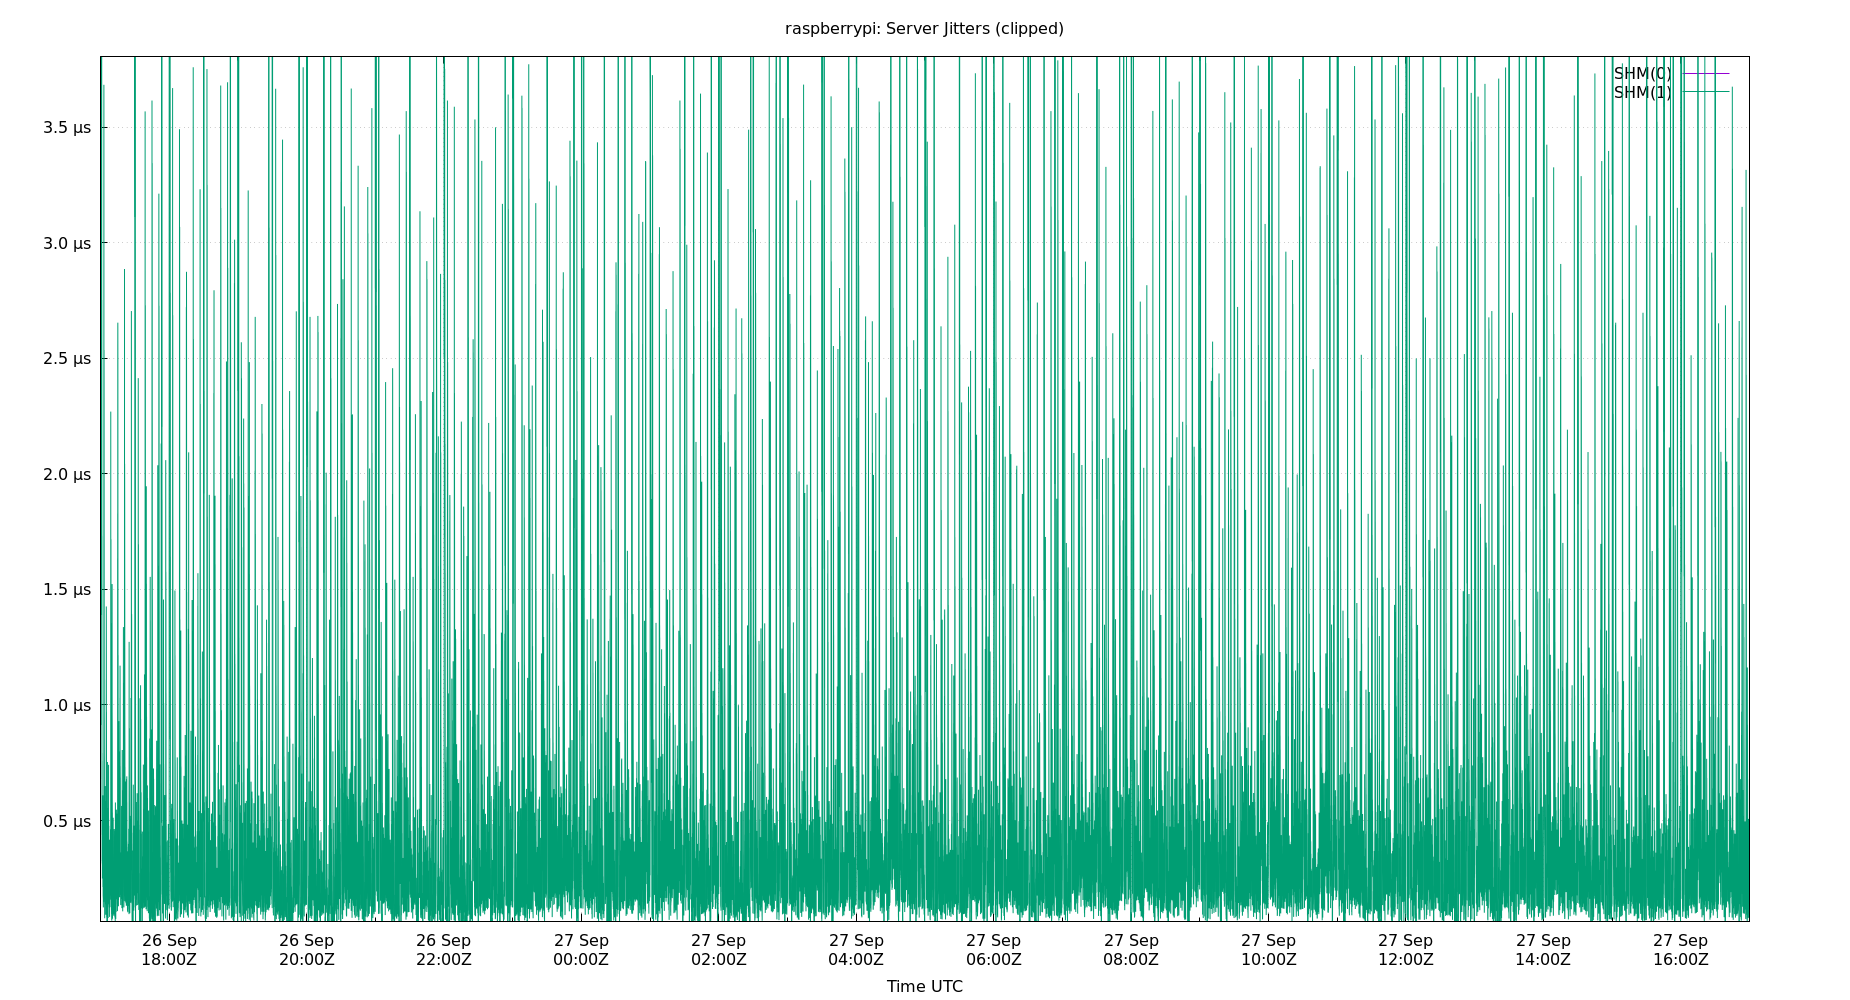 raspberrypi: Server Jitters (clipped)
SHM(0)
SHM(1)
3.5 µs
3.0 µs
2.5 µs
2.0 µs
1.5 µs
1.0 µs
0.5 µs
26 Sep 26 Sep 26 Sep 27 Sep 27 Sep 27 Sep 27 Sep 27 Sep 27 Sep 27 Sep 27 Sep 27 Sep
18:00Z 20:00Z 22:00Z 00:00Z 02:00Z 04:00Z 06:00Z 08:00Z 10:00Z 12:00Z 14:00Z 16:00Z
Time UTC